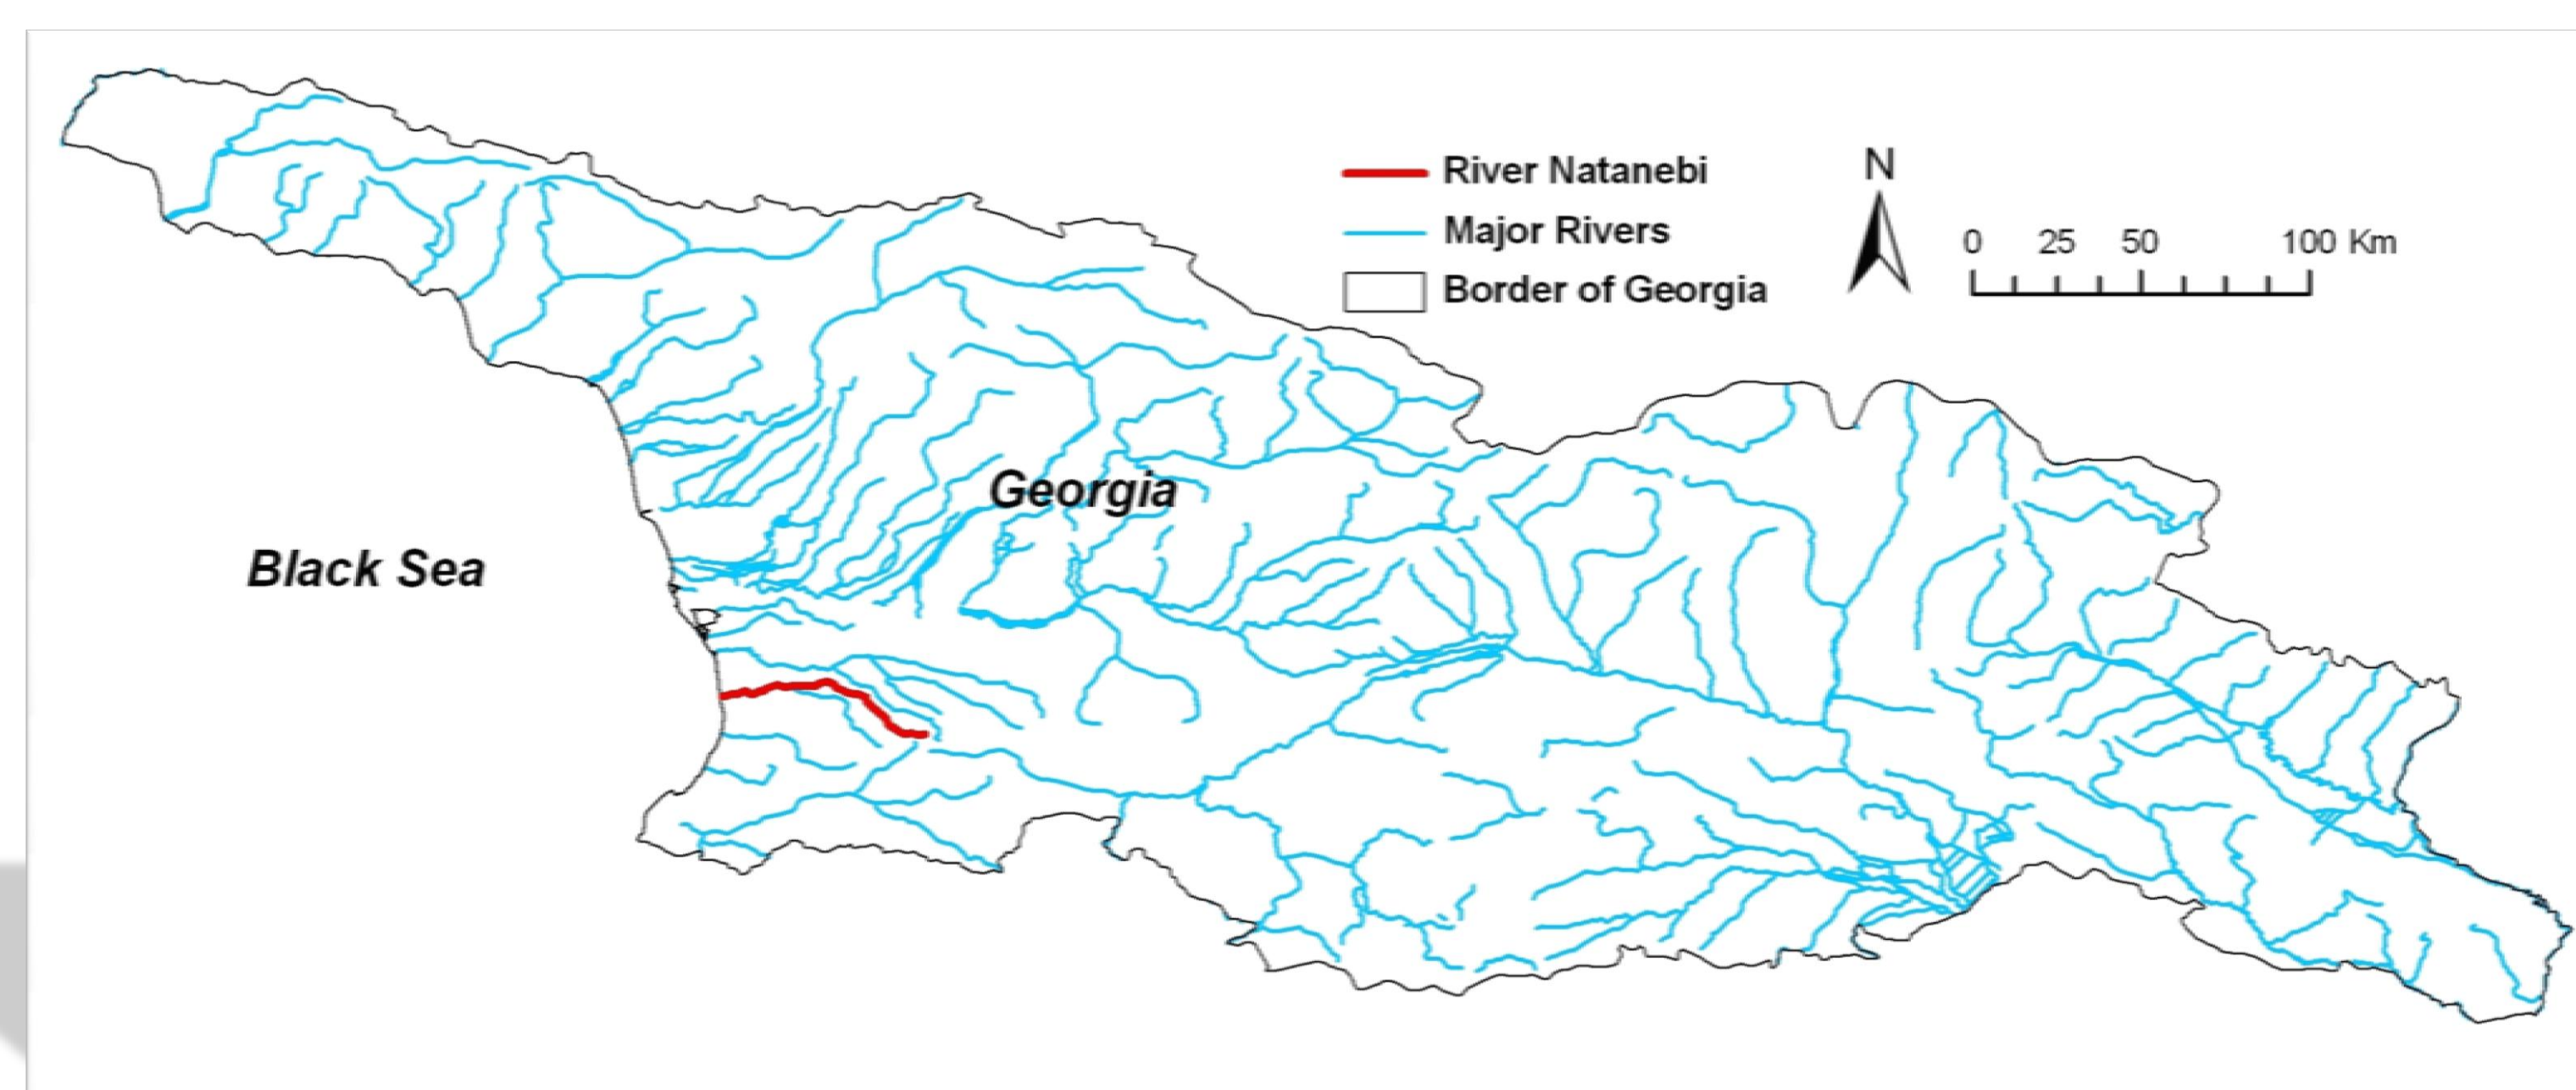 River Natanebi
Major Rivers
Border of Georgia
N
0 25 50 100 Km
Georgia
Black Sea